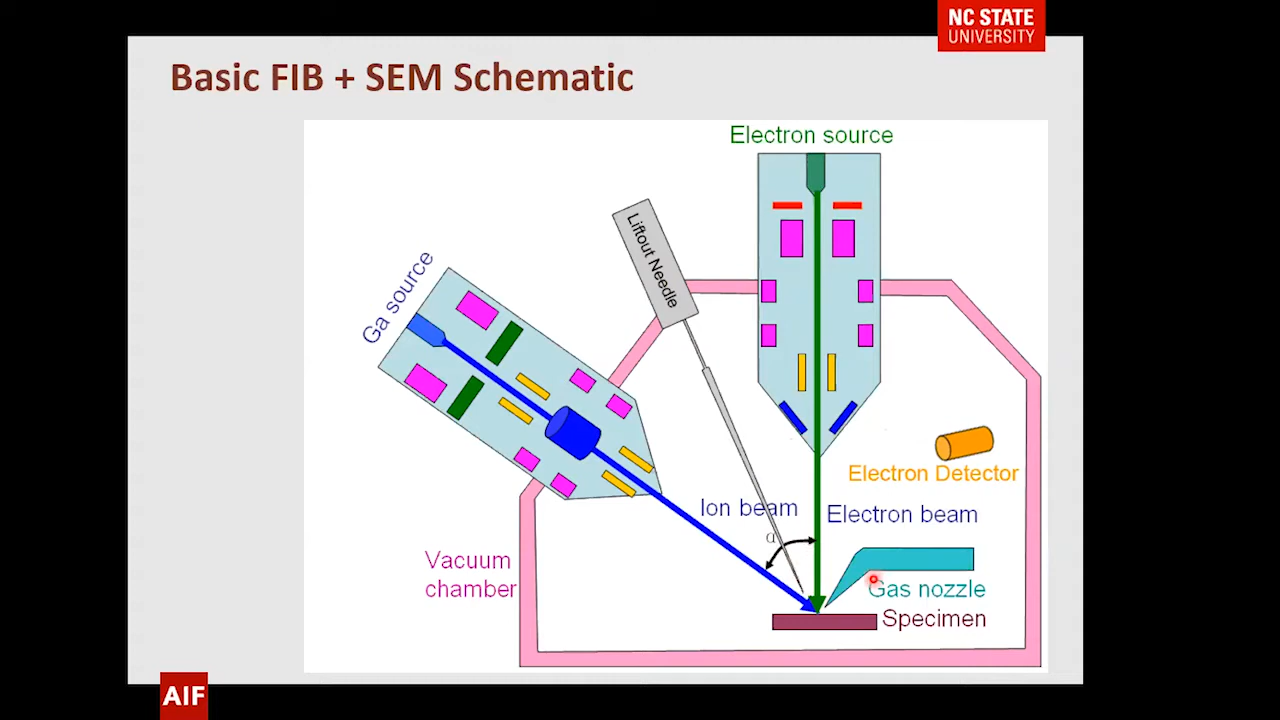 NC STATE
UNIVERSITY
Basic FIB + SEM Schematic
Electron source
Liftout Needle
Ga source
Electron Detector
Ion beam
Electron beam
α
Vacuum
chamber
Gas nozzle
Specimen
AIF